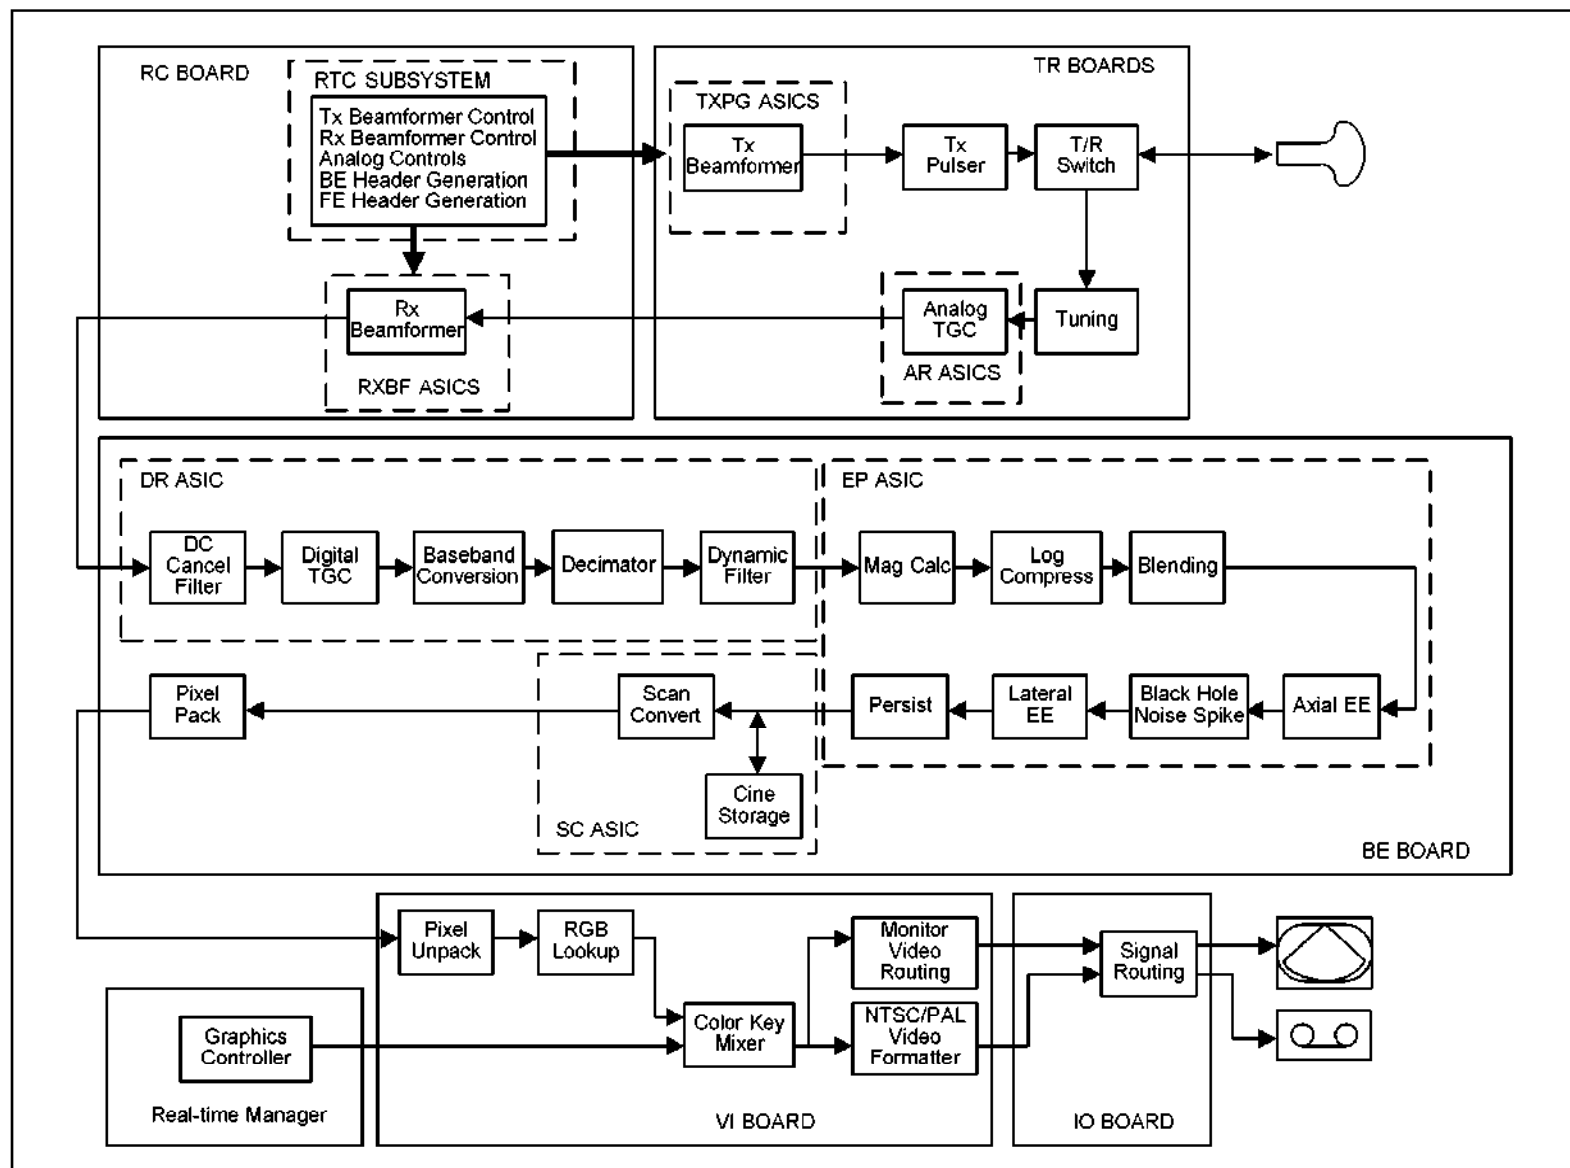 RC BOARD
RTC SUBSYSTEM
Tx Beamformer Control
Rx Beamformer Control
Analog Controls
BE Header Generation
FE Header Generation
Rx
Beamformer
RXBF ASICS
TR BOARDS
TXPG ASICS
Tx
Beamformer
Tx
Pulser
T/R
Switch
Analog
TGC
AR ASICS
Tuning
DR ASIC
DC
Cancel
Filter
Digital
TGC
Baseband
Conversion
Decimator
Dynamic
Filter
EP ASIC
Mag Calc
Log
Compress
Blending
Pixel
Pack
Scan
Convert
Cine
Storage
SC ASIC
Persist
Lateral
EE
Black Hole
Noise Spike
Axial EE
BE BOARD
Pixel
Unpack
RGB
Lookup
Monitor
Video
Routing
Signal
Routing
Graphics
Controller
Color Key
Mixer
NTSC/PAL
Video
Formatter
Real-time Manager
VI BOARD
IO BOARD